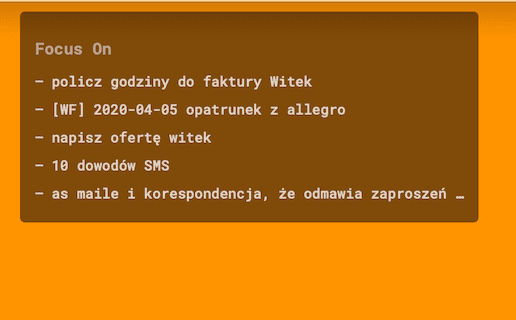 Focus On
– policz godziny do faktury Witek
– [WF] 2020-04-05 opatrunek z allegro
– napisz ofertę witek
– 10 dowodów SMS
– as maile i korespondencja, że odmawia zaproszeń …